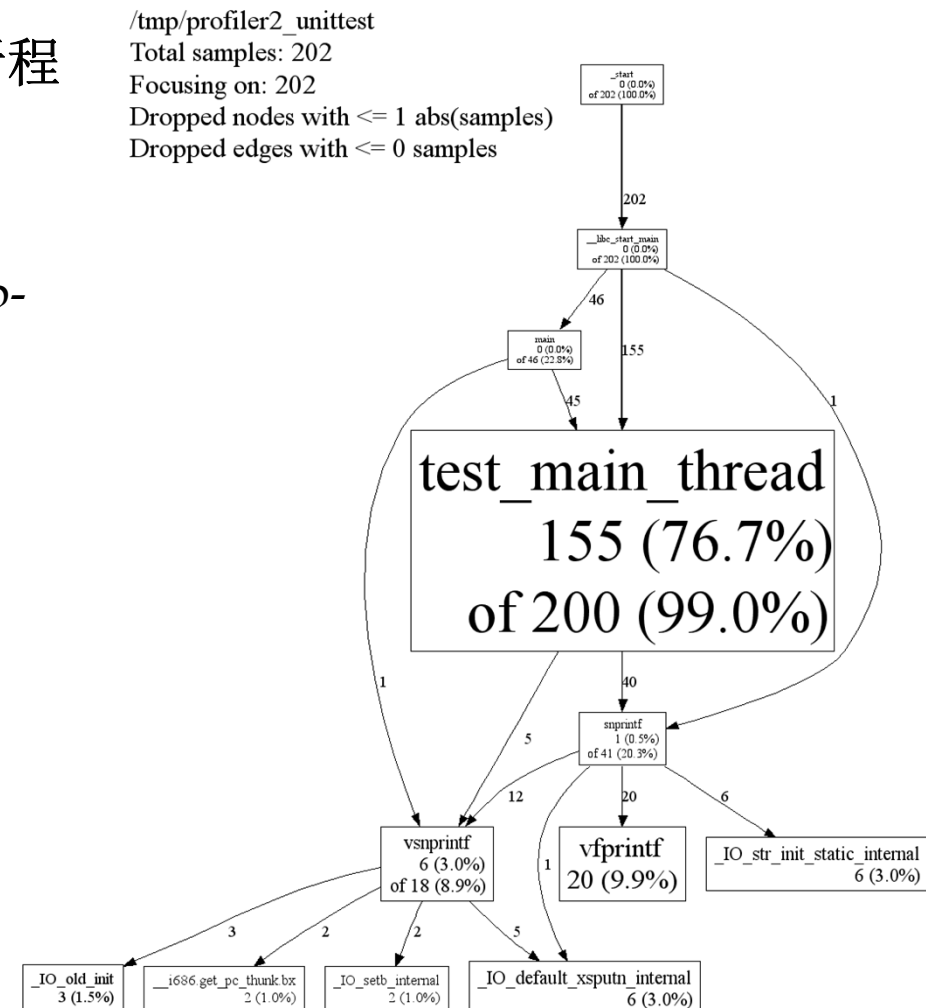 /tmp/profiler2_unittest
Total samples: 202
Focusing on: 202
Dropped nodes with <= 1 abs(samples)
Dropped edges with <= 0 samples
程
_start
0 (0.0%)
of 202 (100.0%)
202
__libc_start_main
0 (0.0%)
of 202 (100.0%)
46
155
1
main
0 (0.0%)
of 46 (22.8%)
45
test_main_thread
155 (76.7%)
of 200 (99.0%)
1
5
40
snprintf
1 (0.5%)
of 41 (20.3%)
12
20
6
1
vsnprintf
6 (3.0%)
of 18 (8.9%)
vfprintf
20 (9.9%)
_IO_str_init_static_internal
6 (3.0%)
3
2
2
5
_IO_old_init
3 (1.5%)
__i686.get_pc_thunk.bx
2 (1.0%)
_IO_setb_internal
2 (1.0%)
_IO_default_xsputn_internal
6 (3.0%)